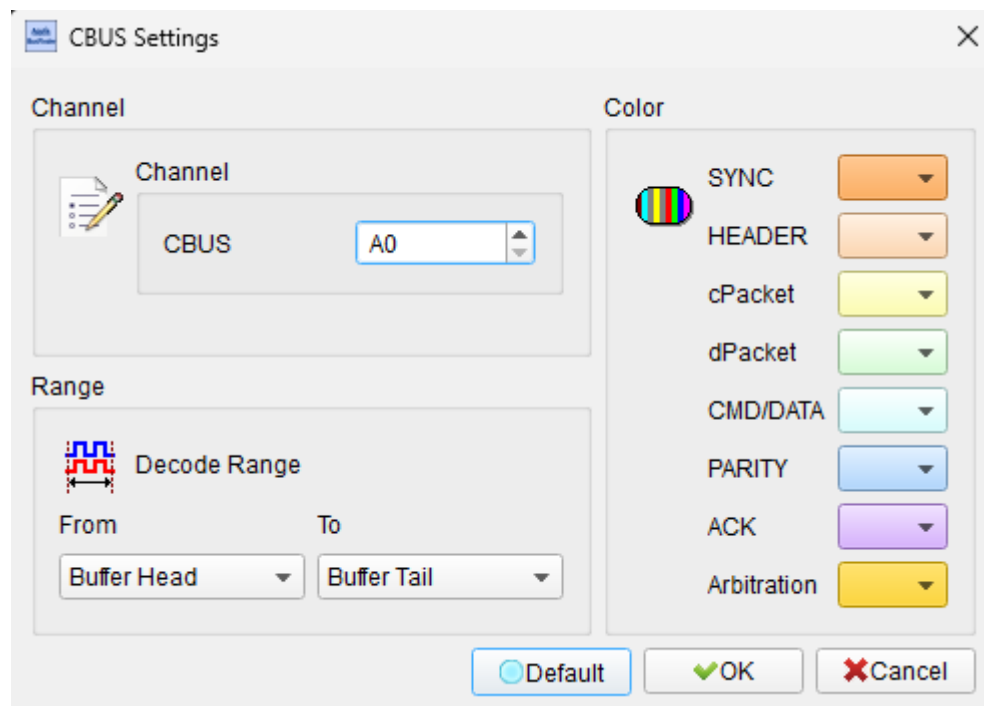 CBUS Settings
Channel
Channel
CBUS
A0
Range
Decode Range
From
To
Buffer Head
Buffer Tail
Color
SYNC
HEADER
cPacket
dPacket
CMD/DATA
PARITY
ACK
Arbitration
Default
OK
Cancel